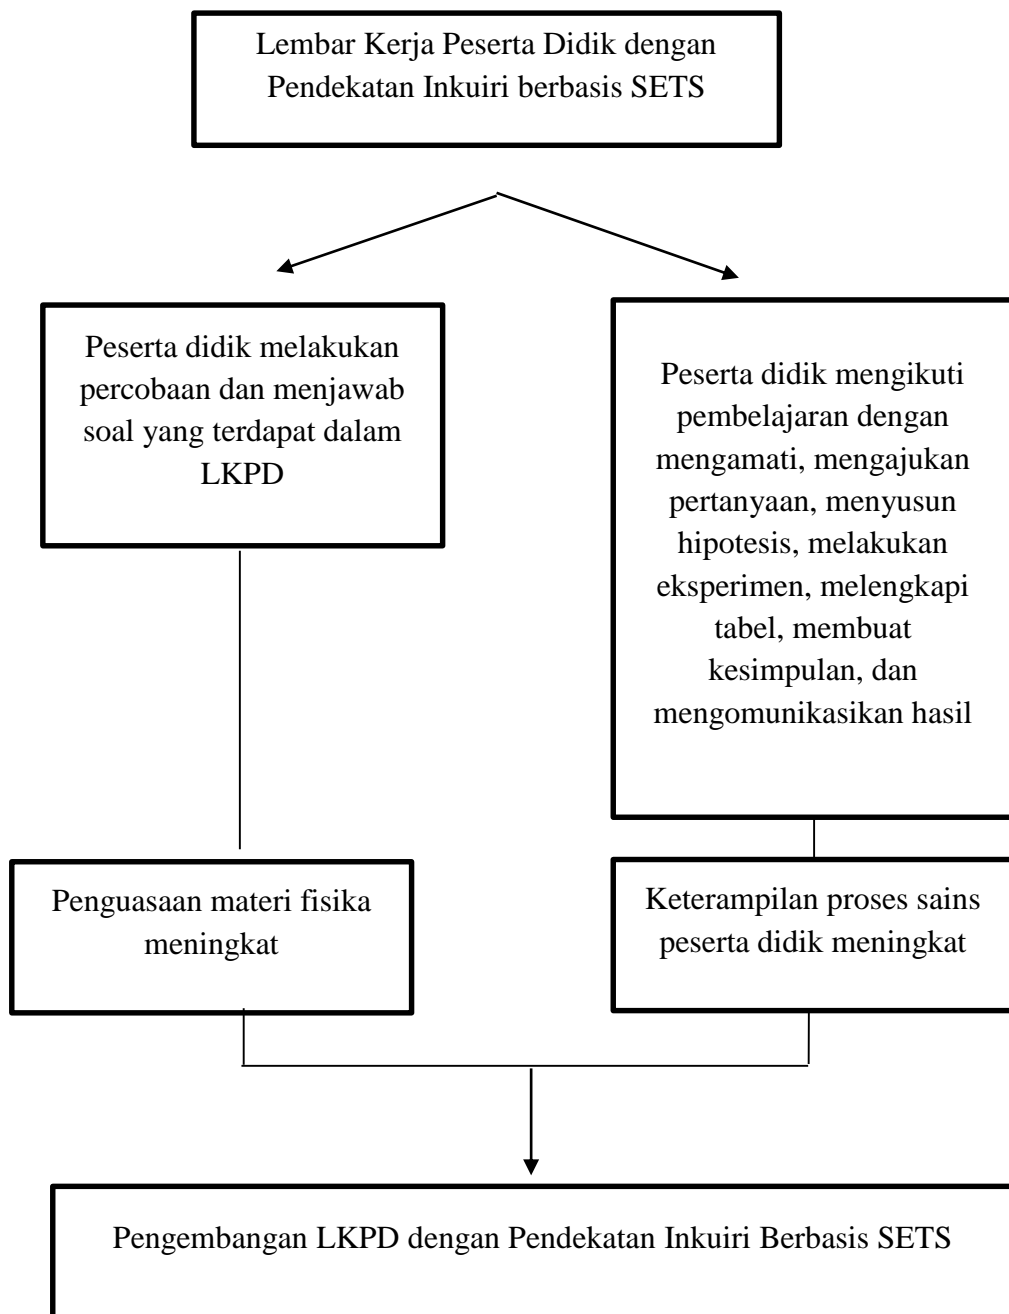 Lembar Kerja Peserta Didik dengan
Pendekatan Inkuiri berbasis SETS
Peserta didik melakukan
percobaan dan menjawab
soal yang terdapat dalam
LKPD
Peserta didik mengikuti
pembelajaran dengan
mengamati, mengajukan
pertanyaan, menyusun
hipotesis, melakukan
eksperimen, melengkapi
tabel, membuat
kesimpulan, dan
mengomunikasikan hasil
Penguasaan materi fisika
meningkat
Keterampilan proses sains
peserta didik meningkat
Pengembangan LKPD dengan Pendekatan Inkuiri Berbasis SETS